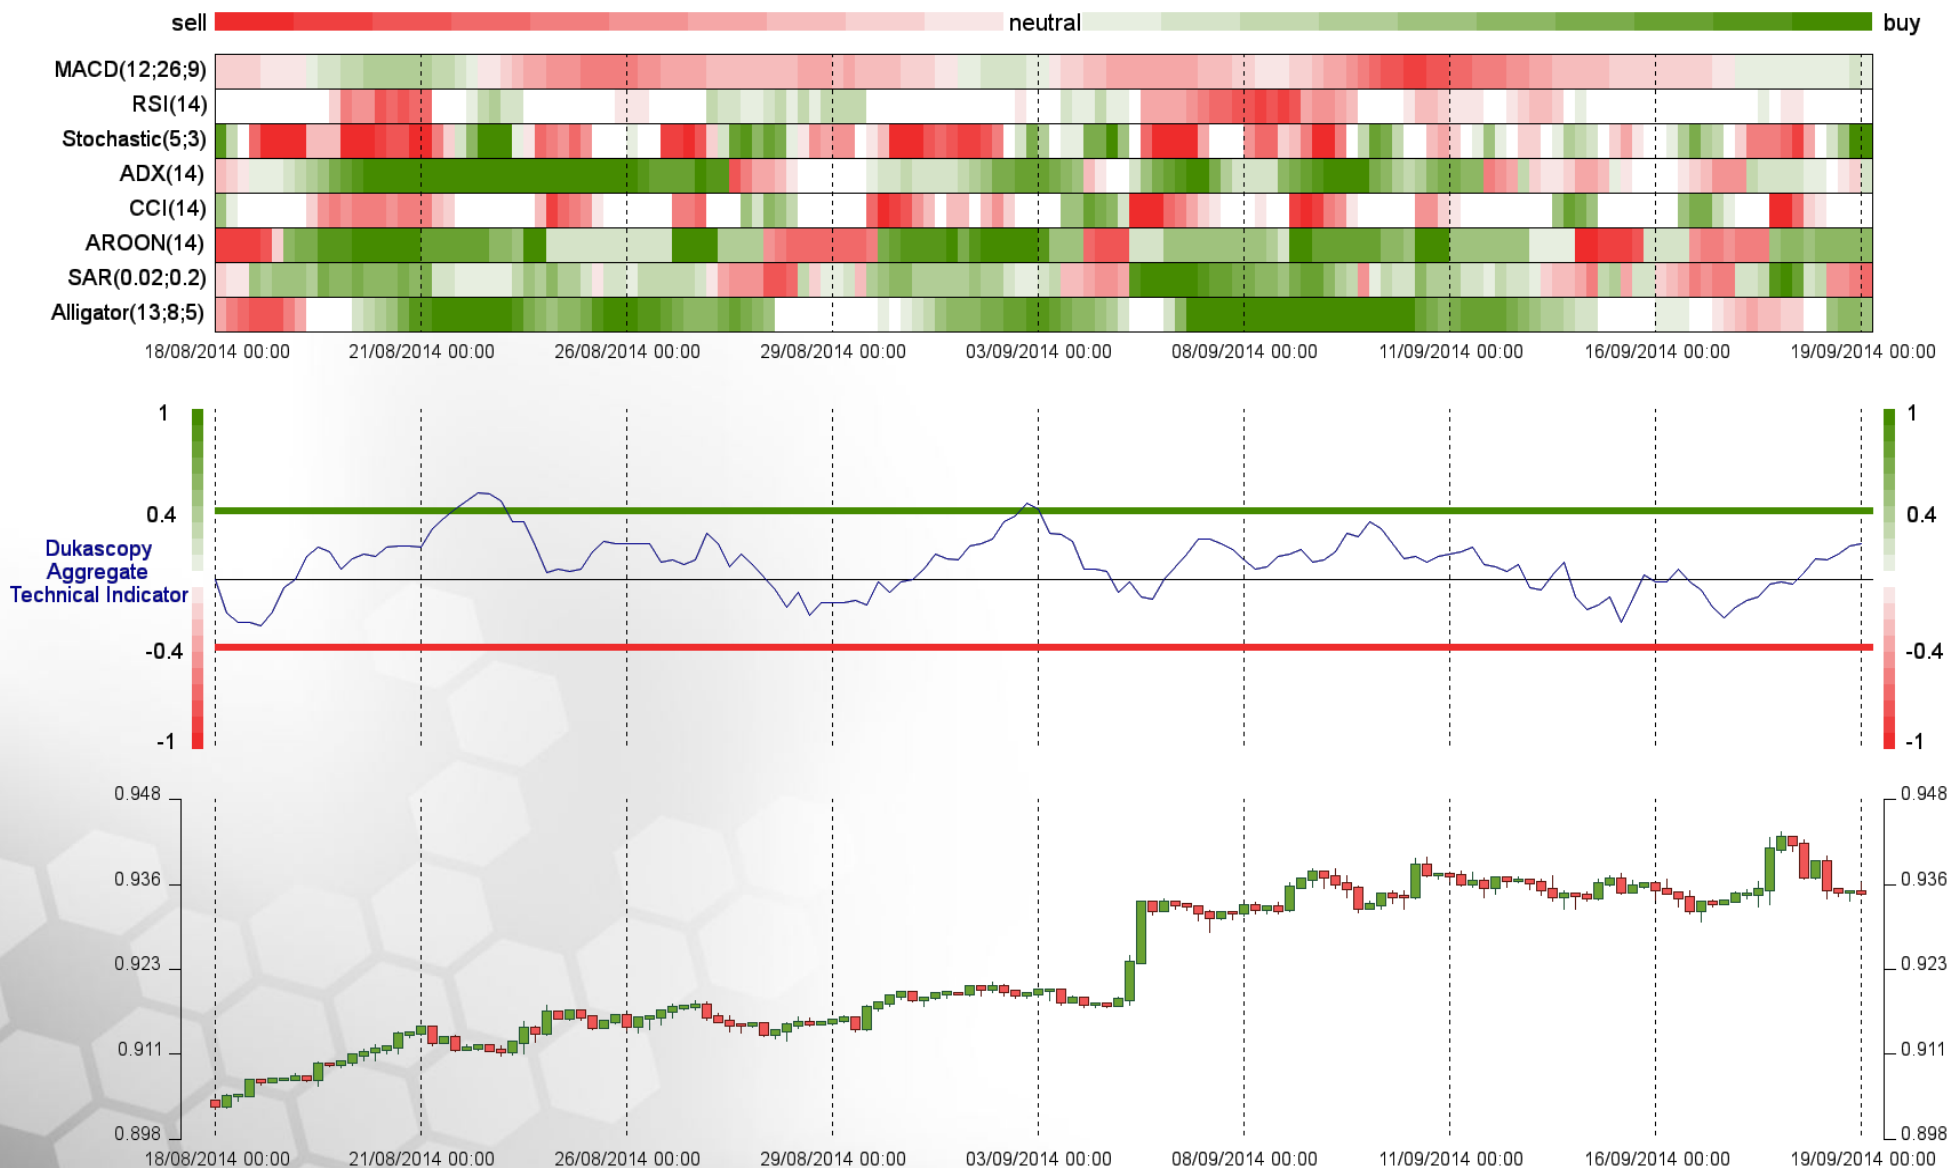 sell neutral buy
MACD(12;26;9)
RSI(14)
Stochastic(5;3)
ADX(14)
CCI(14)
AROON(14)
SAR(0.02;0.2)
Alligator(13;8;5)
18/08/2014 00:00 21/08/2014 00:00 26/08/2014 00:00 29/08/2014 00:00 03/09/2014 00:00 08/09/2014 00:00 11/09/2014 00:00 16/09/2014 00:00 19/09/2014 00:00
1 1
0.4 0.4
Dukascopy
Aggregate
Technical Indicator
-0.4 -0.4
-1 -1
0.948 0.948
0.936 0.936
0.923 0.923
0.911 0.911
0.898 0.898
18/08/2014 00:00 21/08/2014 00:00 26/08/2014 00:00 29/08/2014 00:00 03/09/2014 00:00 08/09/2014 00:00 11/09/2014 00:00 16/09/2014 00:00 19/09/2014 00:00